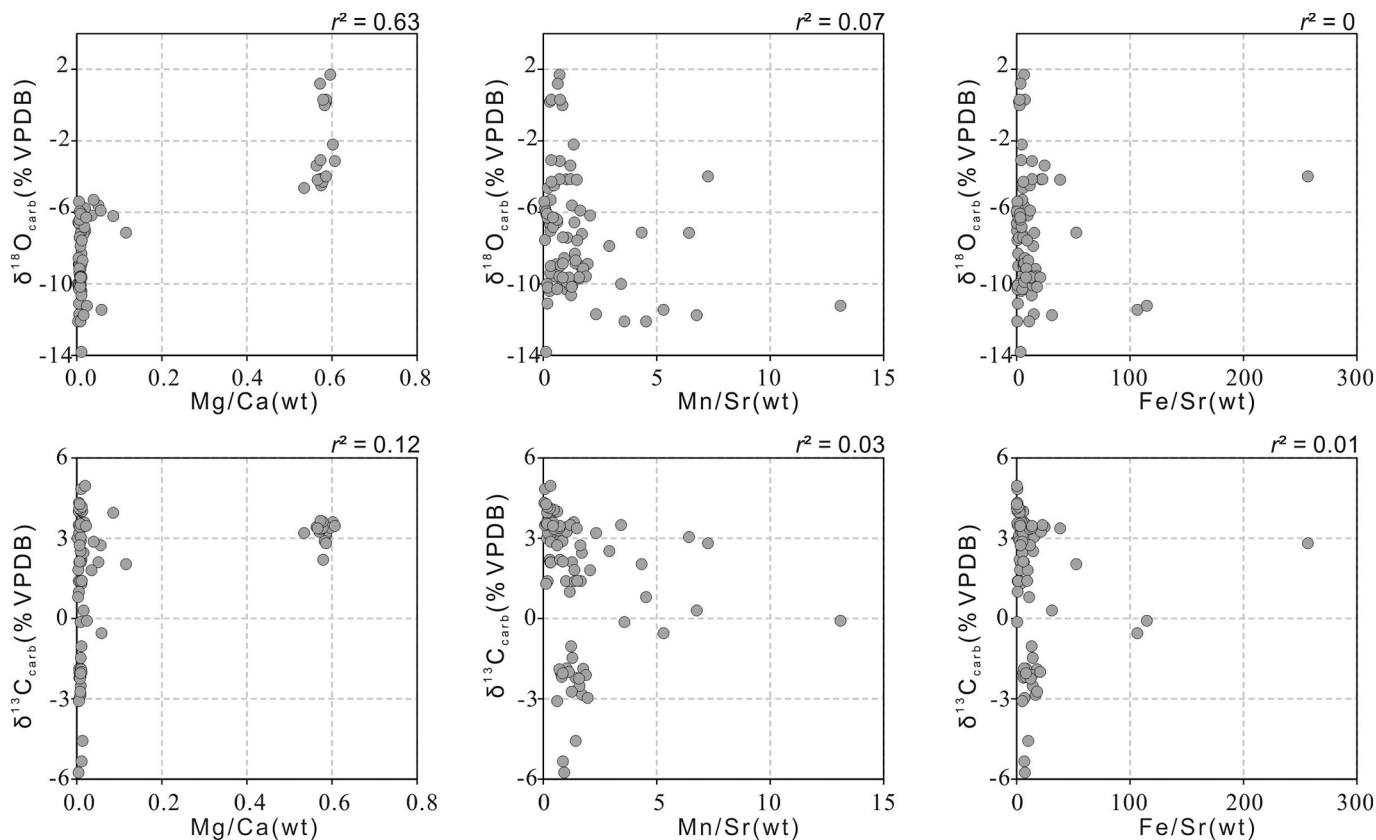 r² = 0.63
r² = 0.07
r² = 0
2
-2
-6
-10
-14
δ¹⁸Ocarb(% VPDB)
0.0 0.2 0.4 0.6 0.8
Mg/Ca(wt)
2
-2
-6
-10
-14
δ¹⁸Ocarb(% VPDB)
0 5 10 15
Mn/Sr(wt)
2
-2
-6
-10
-14
δ¹⁸Ocarb(% VPDB)
0 100 200 300
Fe/Sr(wt)
r² = 0.12
r² = 0.03
r² = 0.01
6
3
0
-3
-6
δ¹³Ccarb(% VPDB)
0.0 0.2 0.4 0.6 0.8
Mg/Ca(wt)
6
3
0
-3
-6
δ¹³Ccarb(% VPDB)
0 5 10 15
Mn/Sr(wt)
6
3
0
-3
-6
δ¹³Ccarb(% VPDB)
0 100 200 300
Fe/Sr(wt)